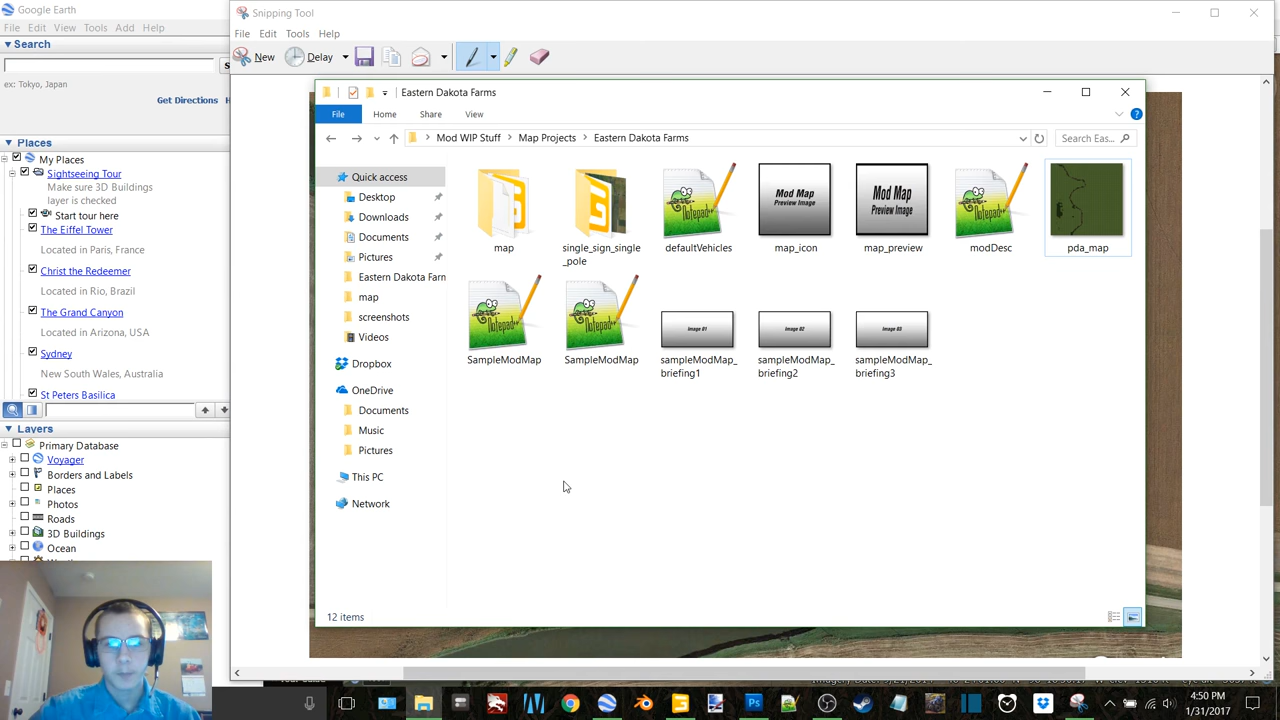 Google Earth
File Edit View Tools Add Help
Search
ex: Tokyo, Japan
Get Directions
Places
My Places
Sightseeing Tour
Make sure 3D Buildings
layer is checked
Start tour here
The Eiffel Tower
Located in Paris, France
Christ the Redeemer
Located in Rio, Brazil
The Grand Canyon
Located in Arizona, USA
Sydney
New South Wales, Australia
St Peters Basilica
Layers
Primary Database
Voyager
Borders and Labels
Places
Photos
Roads
3D Buildings
Ocean
Snipping Tool
File Edit Tools Help
New Delay
Eastern Dakota Farms
File Home Share View
Mod WIP Stuff Map Projects Eastern Dakota Farms
Search Eas...
Quick access
Desktop
Downloads
Documents
Pictures
Eastern Dakota Farm
map
screenshots
Videos
Dropbox
OneDrive
Documents
Music
Pictures
This PC
Network
Mod Map
Preview Image
Mod Map
Preview Image
map
single_sign_single
_pole
defaultVehicles
map_icon
map_preview
modDesc
pda_map
Image 01
Image 02
Image 03
SampleModMap
SampleModMap
sampleModMap_
briefing1
sampleModMap_
briefing2
sampleModMap_
briefing3
12 items
4:50 PM
1/31/2017